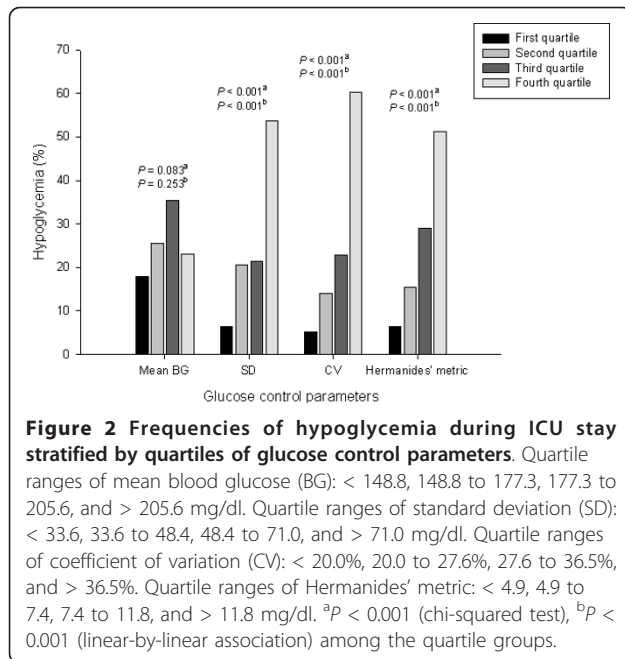 First quartile
Second quartile
Third quartile
Fourth quartile
70
60
50
40
30
20
10
0
Hypoglycemia (%)
P = 0.083a
P = 0.253b
P < 0.001a
P < 0.001b
P < 0.001a
P < 0.001b
P < 0.001a
P < 0.001b
Mean BG
SD
CV
Hermanides' metric
Glucose control parameters
Figure 2 Frequencies of hypoglycemia during ICU stay
stratified by quartiles of glucose control parameters. Quartile
ranges of mean blood glucose (BG): < 148.8, 148.8 to 177.3, 177.3 to
205.6, and > 205.6 mg/dl. Quartile ranges of standard deviation (SD):
< 33.6, 33.6 to 48.4, 48.4 to 71.0, and > 71.0 mg/dl. Quartile ranges
of coefficient of variation (CV): < 20.0%, 20.0 to 27.6%, 27.6 to 36.5%,
and > 36.5%. Quartile ranges of Hermanides' metric: < 4.9, 4.9 to
7.4, 7.4 to 11.8, and > 11.8 mg/dl. aP < 0.001 (chi-squared test), bP <
0.001 (linear-by-linear association) among the quartile groups.